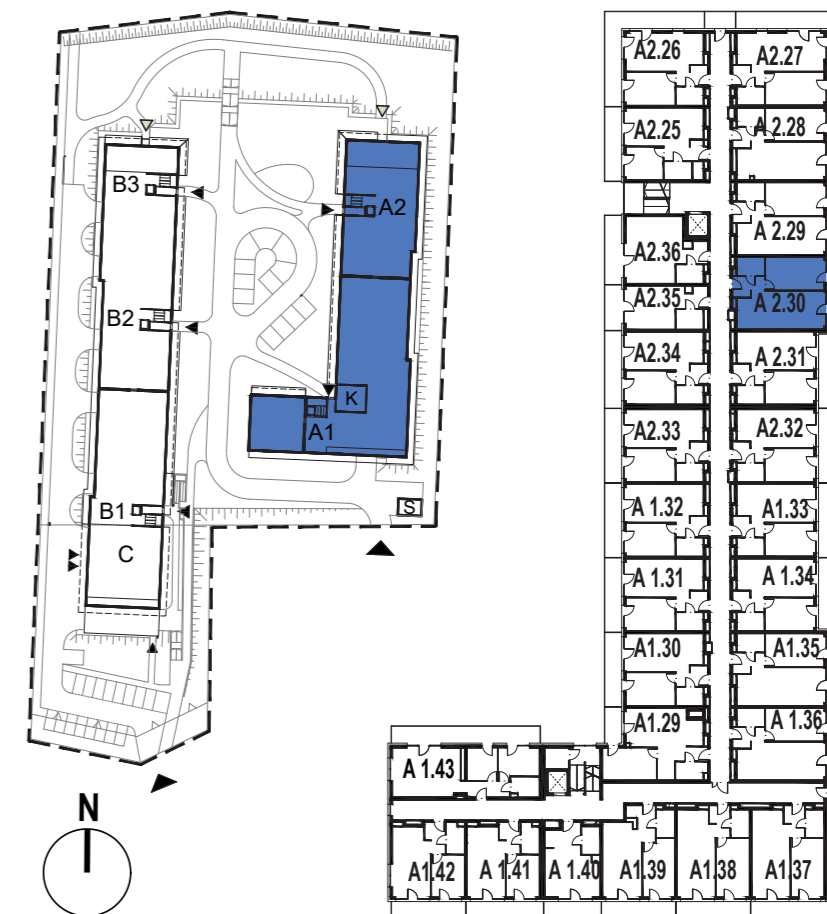 B3
A2
B2
K
A1
B1
S
C
N
A2.26
A2.27
A2.25
A 2.28
A2.36
A 2.29
A2.35
A 2.30
A2.34
A 2.31
A2.33
A2.32
A 1.32
A1.33
A 1.31
A 1.34
A1.30
A1.35
A1.29
A 1.36
A 1.43
A1.42
A1.41
A 1.40
A1.39
A1.38
A1.37